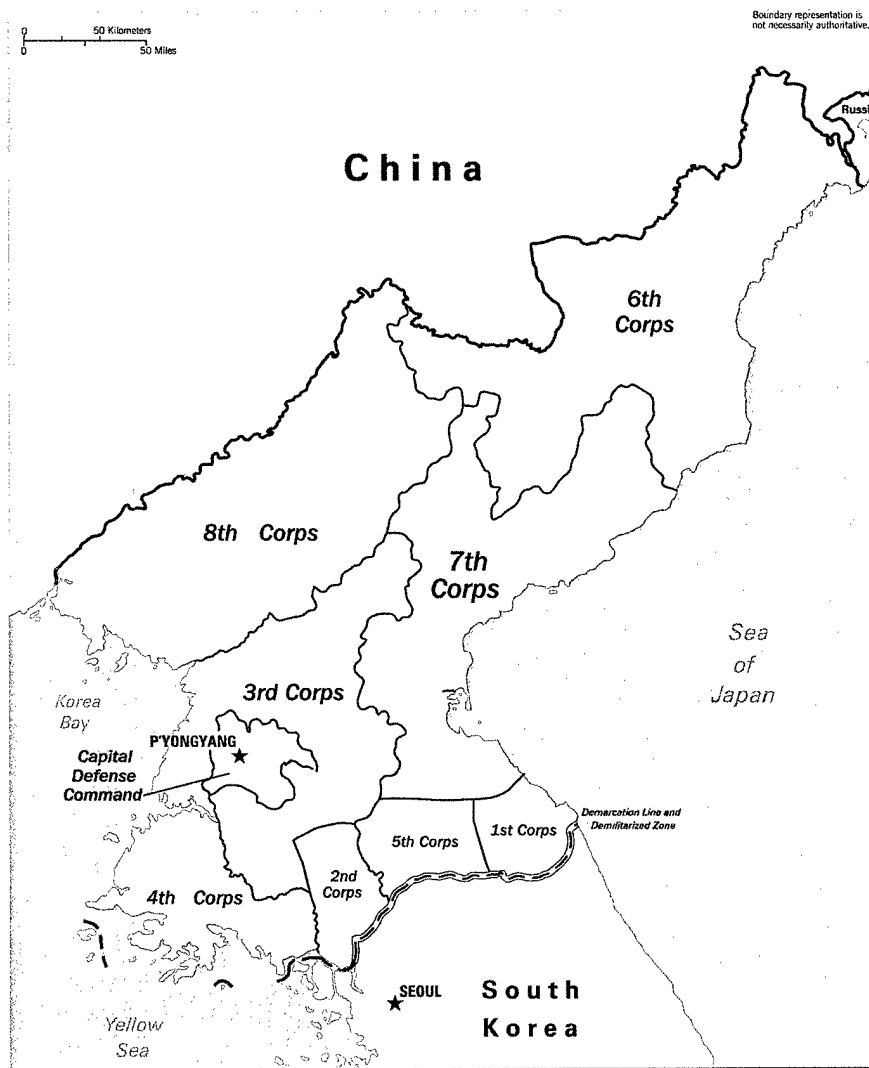 Boundary representation is
not necessarily authoritative.
0 50 Kilometers
0 50 Miles
Russ
China
6th
Corps
8th Corps
7th
Corps
Sea
of
Japan
3rd Corps
Korea
Bay
P'YONGYANG
Capital
Defense
Command
Demarcation Line and
Demilitarized Zone
1st Corps
5th Corps
2nd
Corps
4th Corps
SEOUL
South
Korea
Yellow
Sea